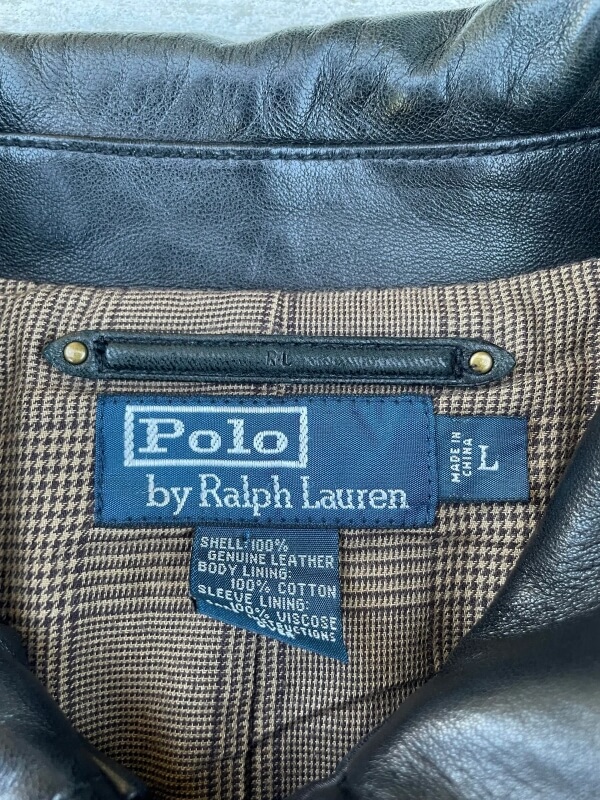 RL
Polo
by Ralph Lauren
MADE IN
CHINA
L
SHELL: 100%
GENUINE LEATHER
BODY LINING:
100% COTTON
SLEEVE LINING:
100% VISCOSE